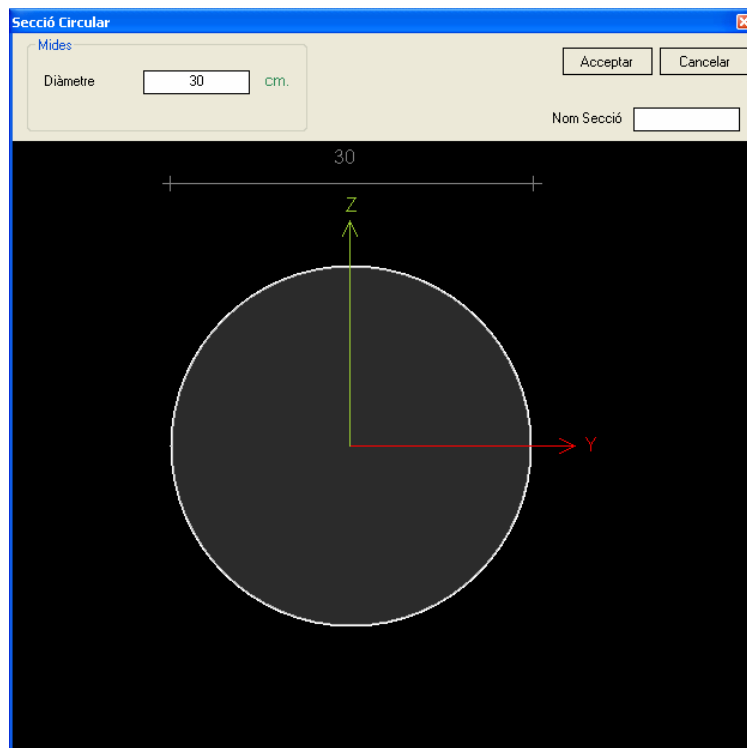 Secció Circular
Mides
Diàmetre 30 cm.
Acceptar Cancelar
Nom Secció
30
Z
Y